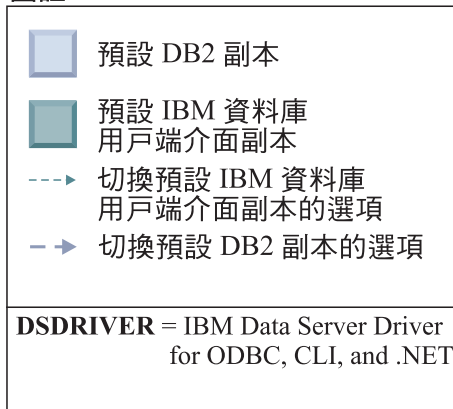 預設 DB2 副本
預設 IBM 資料庫
用戶端介面副本
切換預設 IBM 資料庫
用戶端介面副本的選項
切換預設 DB2 副本的選項
DSDRIVER = IBM Data Server Driver
for ODBC, CLI, and .NET